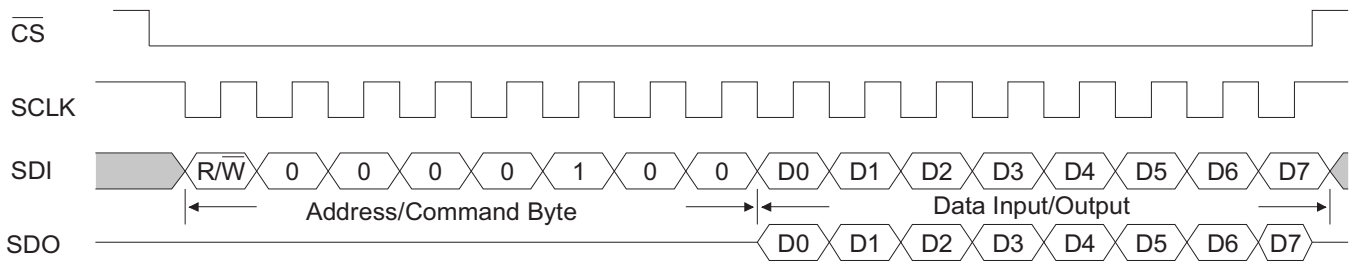 C̅S̅
SCLK
SDI R/W̅ 0 0 0 0 1 0 0 D0 D1 D2 D3 D4 D5 D6 D7
Address/Command Byte Data Input/Output
SDO D0 D1 D2 D3 D4 D5 D6 D7